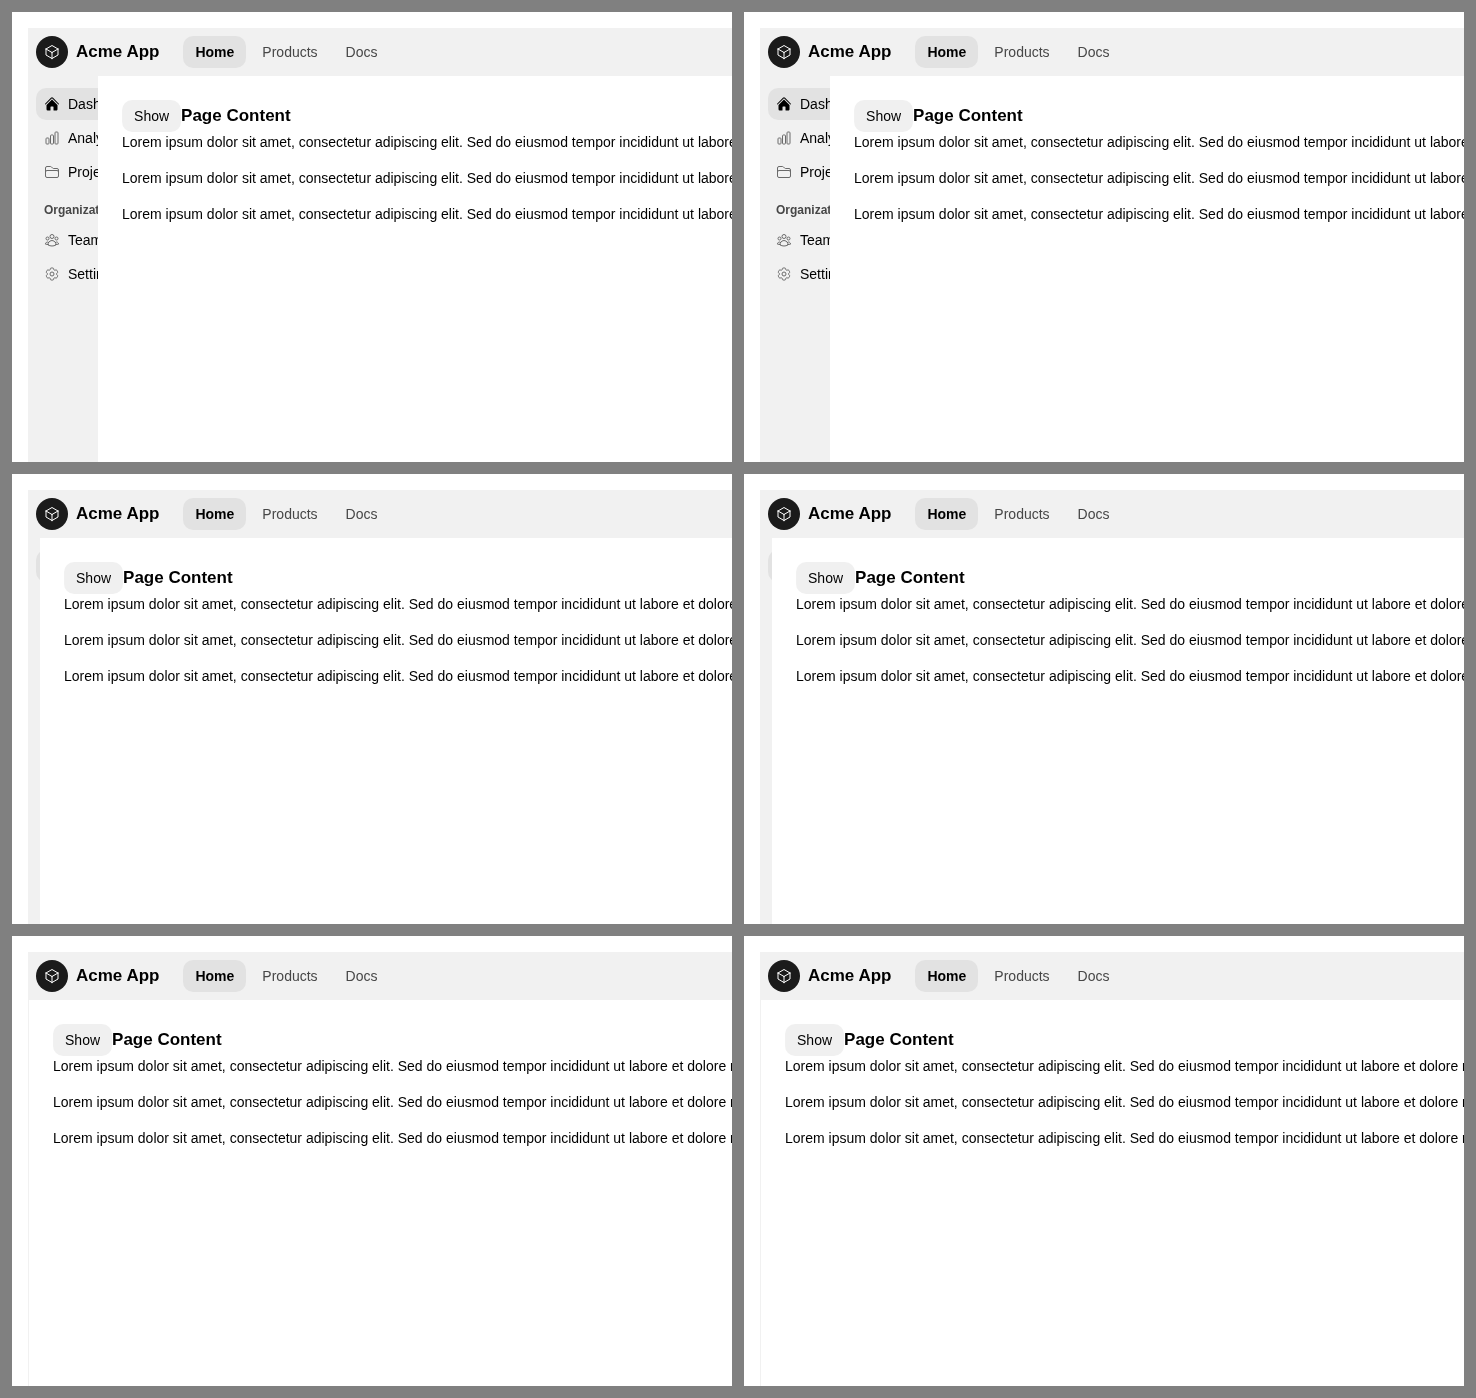 Acme App Home Products Docs
Dash
Analy
Proje
Organizat
Team
Settin
Show Page Content
Lorem ipsum dolor sit amet, consectetur adipiscing elit. Sed do eiusmod tempor incididunt ut labore
Lorem ipsum dolor sit amet, consectetur adipiscing elit. Sed do eiusmod tempor incididunt ut labore
Lorem ipsum dolor sit amet, consectetur adipiscing elit. Sed do eiusmod tempor incididunt ut labore
Acme App Home Products Docs
Dash
Analy
Proje
Organizat
Team
Settin
Show Page Content
Lorem ipsum dolor sit amet, consectetur adipiscing elit. Sed do eiusmod tempor incididunt ut labore
Lorem ipsum dolor sit amet, consectetur adipiscing elit. Sed do eiusmod tempor incididunt ut labore
Lorem ipsum dolor sit amet, consectetur adipiscing elit. Sed do eiusmod tempor incididunt ut labore
Acme App Home Products Docs
Show Page Content
Lorem ipsum dolor sit amet, consectetur adipiscing elit. Sed do eiusmod tempor incididunt ut labore et dolore
Lorem ipsum dolor sit amet, consectetur adipiscing elit. Sed do eiusmod tempor incididunt ut labore et dolore
Lorem ipsum dolor sit amet, consectetur adipiscing elit. Sed do eiusmod tempor incididunt ut labore et dolore
Acme App Home Products Docs
Show Page Content
Lorem ipsum dolor sit amet, consectetur adipiscing elit. Sed do eiusmod tempor incididunt ut labore et dolore
Lorem ipsum dolor sit amet, consectetur adipiscing elit. Sed do eiusmod tempor incididunt ut labore et dolore
Lorem ipsum dolor sit amet, consectetur adipiscing elit. Sed do eiusmod tempor incididunt ut labore et dolore
Acme App Home Products Docs
Show Page Content
Lorem ipsum dolor sit amet, consectetur adipiscing elit. Sed do eiusmod tempor incididunt ut labore et dolore
Lorem ipsum dolor sit amet, consectetur adipiscing elit. Sed do eiusmod tempor incididunt ut labore et dolore
Lorem ipsum dolor sit amet, consectetur adipiscing elit. Sed do eiusmod tempor incididunt ut labore et dolore
Acme App Home Products Docs
Show Page Content
Lorem ipsum dolor sit amet, consectetur adipiscing elit. Sed do eiusmod tempor incididunt ut labore et dolore
Lorem ipsum dolor sit amet, consectetur adipiscing elit. Sed do eiusmod tempor incididunt ut labore et dolore
Lorem ipsum dolor sit amet, consectetur adipiscing elit. Sed do eiusmod tempor incididunt ut labore et dolore